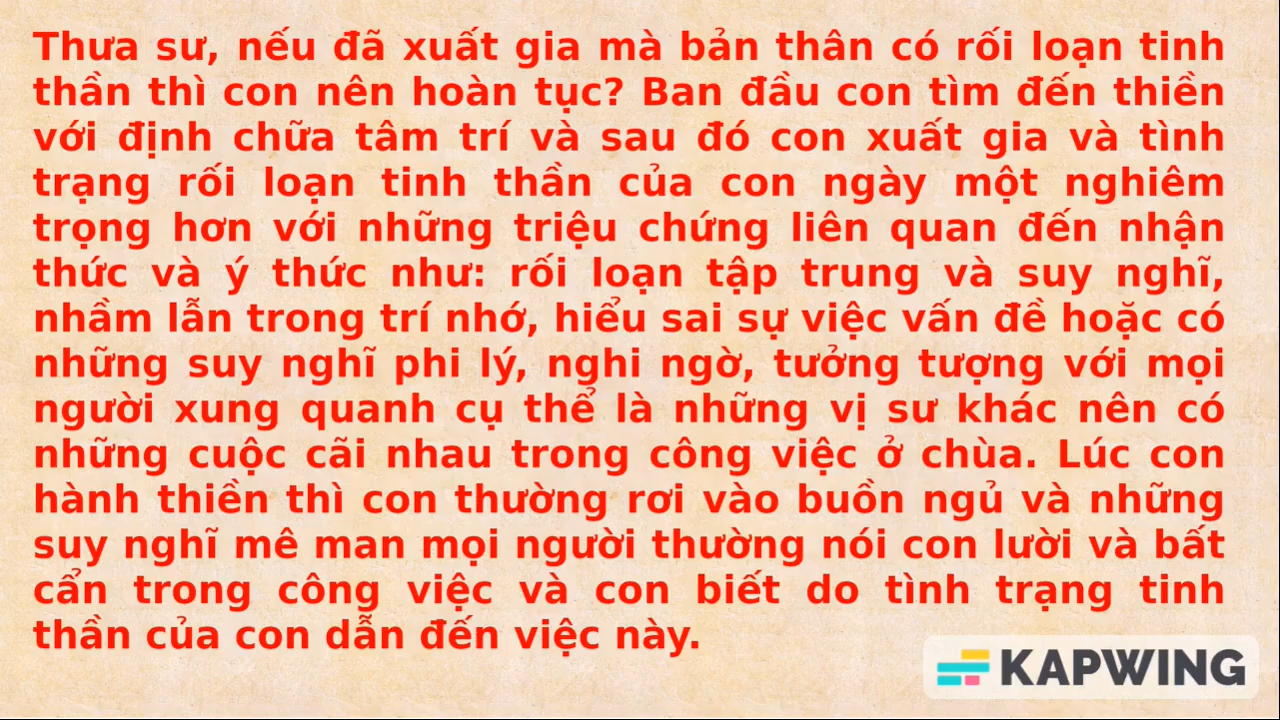 Thưa sư, nếu đã xuất gia mà bản thân có rối loạn tinh
thần thì con nên hoàn tục? Ban đầu con tìm đến thiền
với định chữa tâm trí và sau đó con xuất gia và tình
trạng rối loạn tinh thần của con ngày một nghiêm
trọng hơn với những triệu chứng liên quan đến nhận
thức và ý thức như: rối loạn tập trung và suy nghĩ,
nhầm lẫn trong trí nhớ, hiểu sai sự việc vấn đề hoặc có
những suy nghĩ phi lý, nghi ngờ, tưởng tượng với mọi
người xung quanh cụ thể là những vị sư khác nên có
những cuộc cãi nhau trong công việc ở chùa. Lúc con
hành thiền thì con thường rơi vào buồn ngủ và những
suy nghĩ mê man mọi người thường nói con lười và bất
cẩn trong công việc và con biết do tình trạng tinh
thần của con dẫn đến việc này.
KAPWING